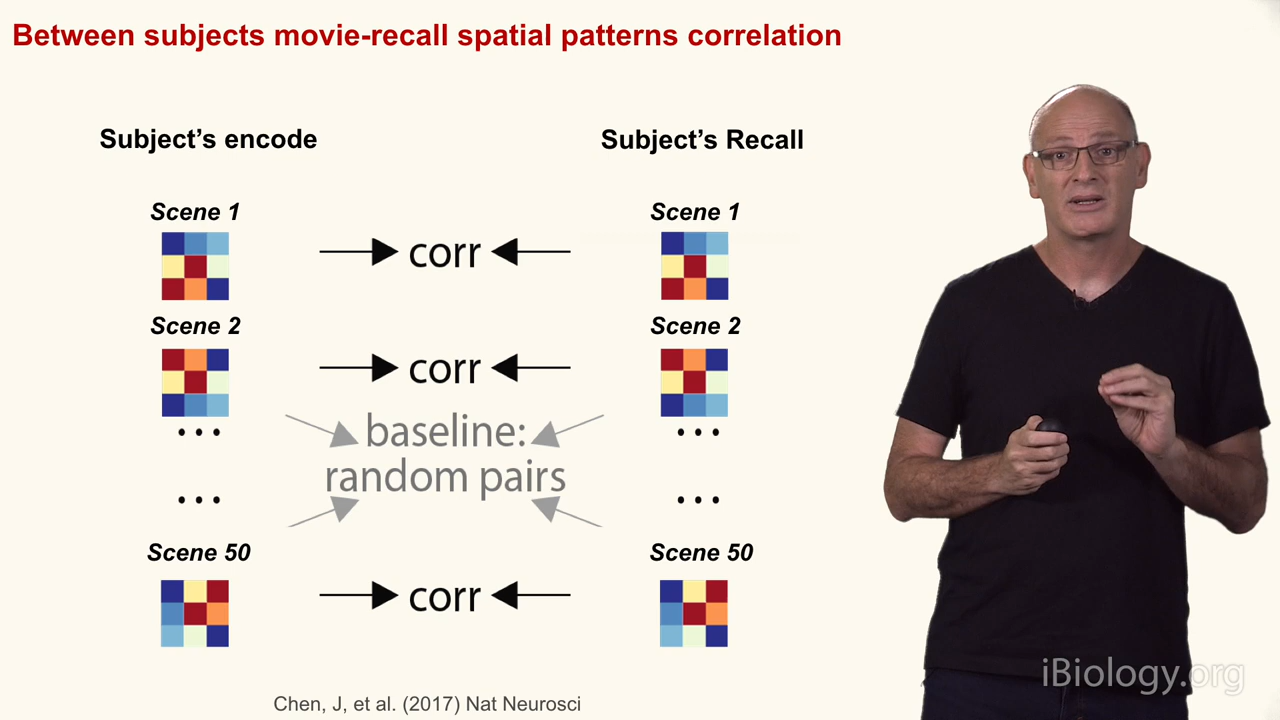 Between subjects movie-recall spatial patterns correlation
Subject's encode
Subject's Recall
Scene 1
Scene 1
corr
Scene 2
Scene 2
corr
...
...
baseline:
random pairs
...
...
Scene 50
Scene 50
corr
Chen, J, et al. (2017) Nat Neurosci
iBiology.org